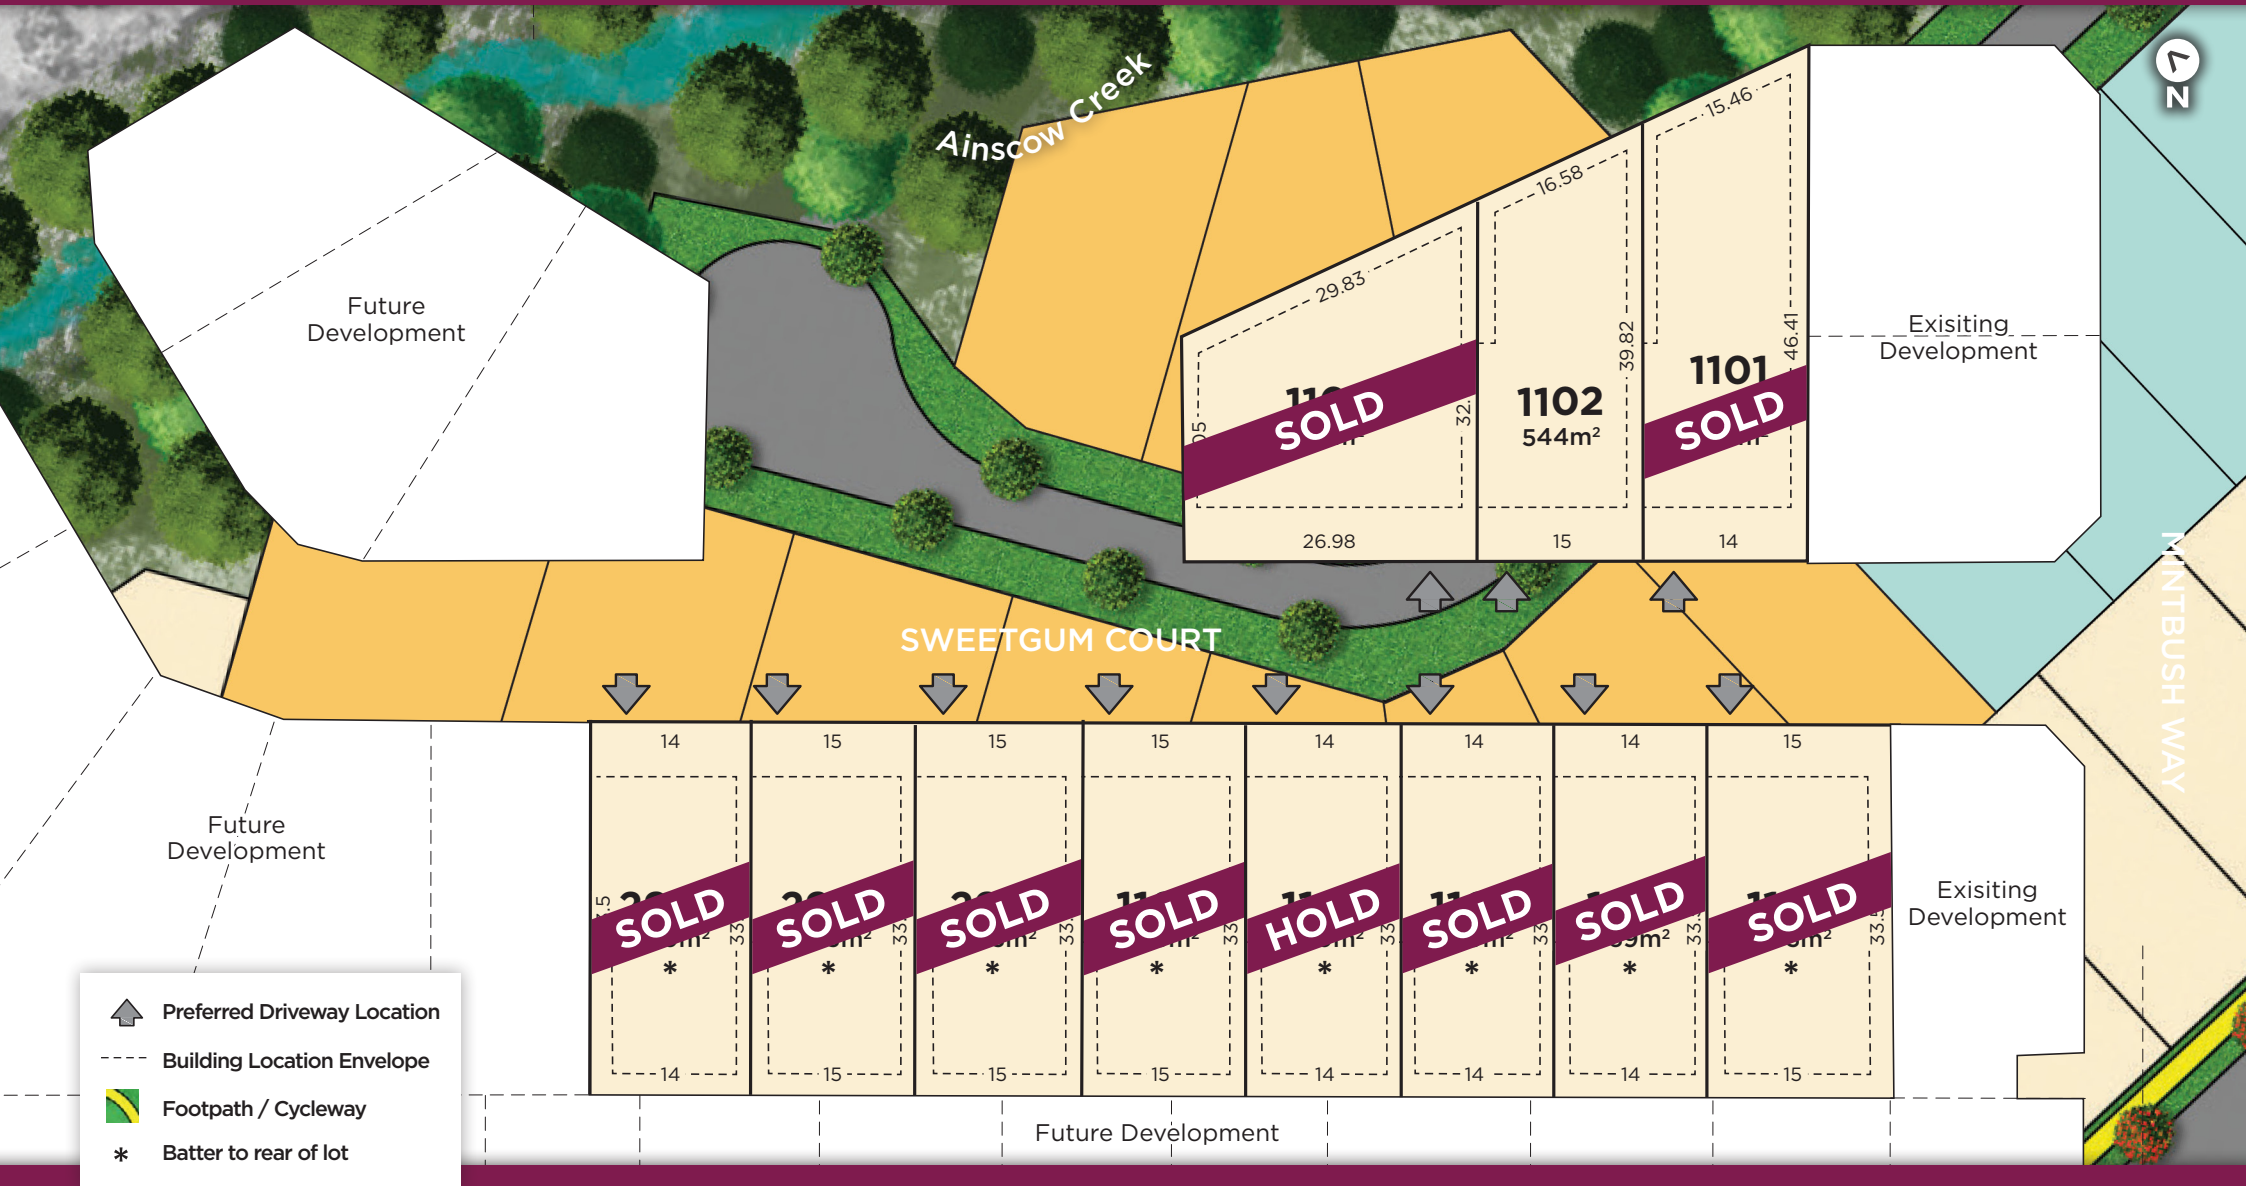 Ainscow Creek
N
15.46
16.58
29.83
Future
Development
46.41
39.82
32.
05
1101
SOLD
1102
544m²
SOLD
Exisiting
Development
26.98
15
14
SWEETGUM COURT
MINTBUSH WAY
14
15
15
15
14
14
14
15
Future
Development
SOLD
SOLD
SOLD
SOLD
HOLD
SOLD
SOLD
SOLD
Exisiting
Development
*
*
*
*
*
*
*
*
14
15
15
15
14
14
14
15
Preferred Driveway Location
Building Location Envelope
Footpath / Cycleway
* Batter to rear of lot
Future Development